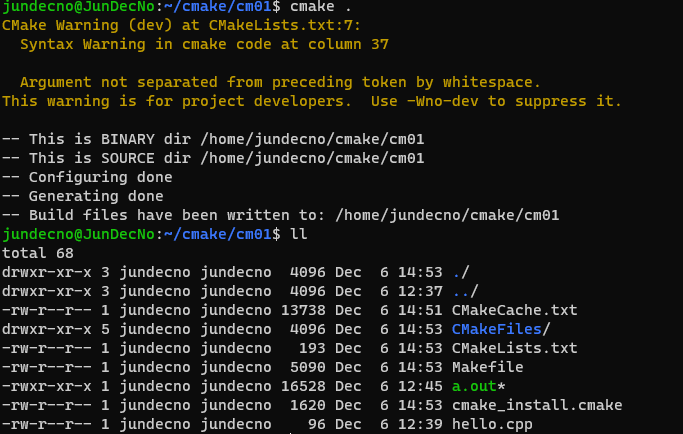 jundecno@JunDecNo:~/cmake/cm01$ cmake .
CMake Warning (dev) at CMakeLists.txt:7:
  Syntax Warning in cmake code at column 37

  Argument not separated from preceding token by whitespace.
This warning is for project developers.  Use -Wno-dev to suppress it.

-- This is BINARY dir /home/jundecno/cmake/cm01
-- This is SOURCE dir /home/jundecno/cmake/cm01
-- Configuring done
-- Generating done
-- Build files have been written to: /home/jundecno/cmake/cm01
jundecno@JunDecNo:~/cmake/cm01$ ll
total 68
drwxr-xr-x 3 jundecno jundecno  4096 Dec  6 14:53 ./
drwxr-xr-x 3 jundecno jundecno  4096 Dec  6 12:37 ../
-rw-r--r-- 1 jundecno jundecno 13738 Dec  6 14:51 CMakeCache.txt
drwxr-xr-x 5 jundecno jundecno  4096 Dec  6 14:53 CMakeFiles/
-rw-r--r-- 1 jundecno jundecno   193 Dec  6 14:53 CMakeLists.txt
-rw-r--r-- 1 jundecno jundecno  5090 Dec  6 14:53 Makefile
-rwxr-xr-x 1 jundecno jundecno 16528 Dec  6 12:45 a.out*
-rw-r--r-- 1 jundecno jundecno  1620 Dec  6 14:53 cmake_install.cmake
-rw-r--r-- 1 jundecno jundecno    96 Dec  6 12:39 hello.cpp